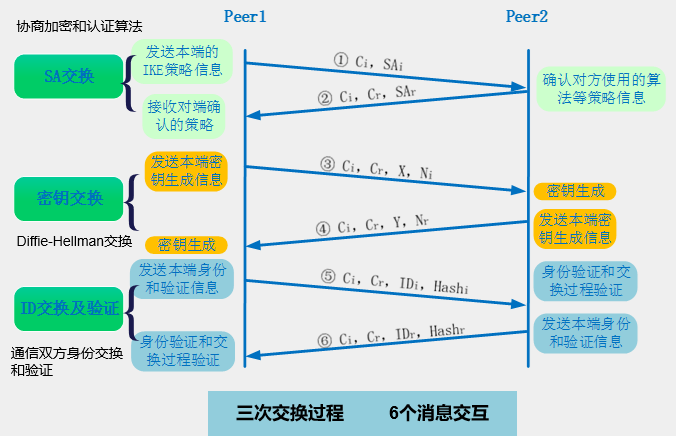 Peer1
Peer2
协商加密和认证算法
SA交换
发送本端的
IKE策略信息
① Ci, SAi
确认对方使用的算
法等策略信息
② Ci, Cr, SAr
接收对端确
认的策略
密钥交换
发送本端密
钥生成信息
③ Ci, Cr, X, Ni
密钥生成
④ Ci, Cr, Y, Nr
发送本端密
钥生成信息
Diffie-Hellman交换
密钥生成
ID交换及验证
发送本端身份
和验证信息
⑤ Ci, Cr, IDi, Hashi
身份验证和交
换过程验证
⑥ Ci, Cr, IDr, Hashr
发送本端身份
和验证信息
身份验证和交
换过程验证
通信双方身份交换
和验证
三次交换过程 6个消息交互